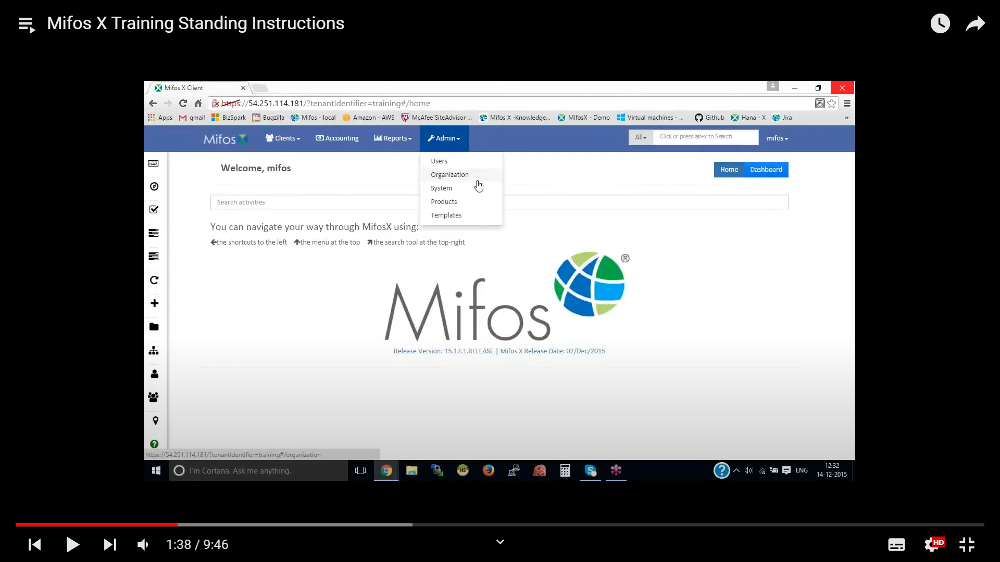 Mifos X Training Standing Instructions
Mifos X Client
https://54.251.114.181/?tenantIdentifier=training#/home
Apps gmail BizSpark Bugzilla Mifos - local Amazon - AWS McAfee SiteAdvisor ... Mifos X -Knowledge... MifosX - Demo Virtual machines - ... Github Hana - X Jira »
Mifos Clients Accounting Reports Admin All Click or press alt+x to Search mifos
Users
Organization
System
Products
Templates
Welcome, mifos
Home Dashboard
Search activities
You can navigate your way through MifosX using:
the shortcuts to the left the menu at the top the search tool at the top-right
Mifos ®
Release Version: 15.12.1.RELEASE | Mifos X Release Date: 02/Dec/2015
https://54.251.114.181/?tenantIdentifier=training#/organization
I'm Cortana. Ask me anything.
HS
ENG
12:32
14-12-2015
1:38 / 9:46
HD